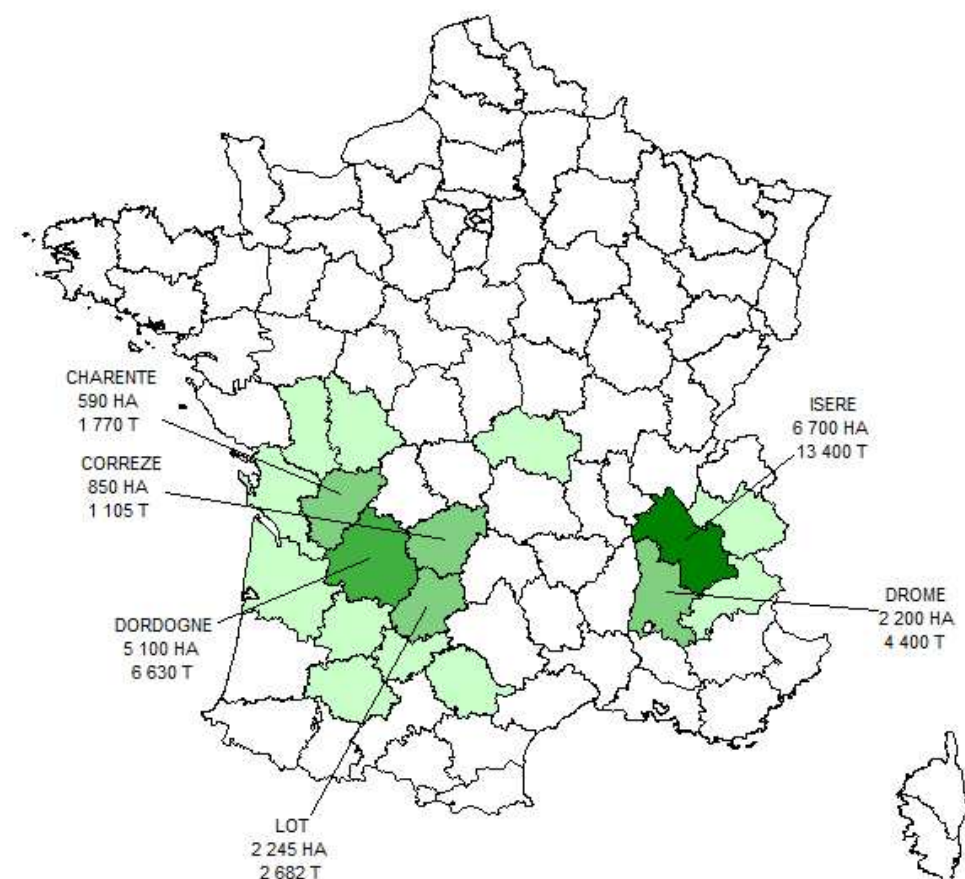 CHARENTE
590 HA
1 770 T
CORREZE
850 HA
1 105 T
ISERE
6 700 HA
13 400 T
DORDOGNE
5 100 HA
6 630 T
DROME
2 200 HA
4 400 T
LOT
2 245 HA
2 682 T